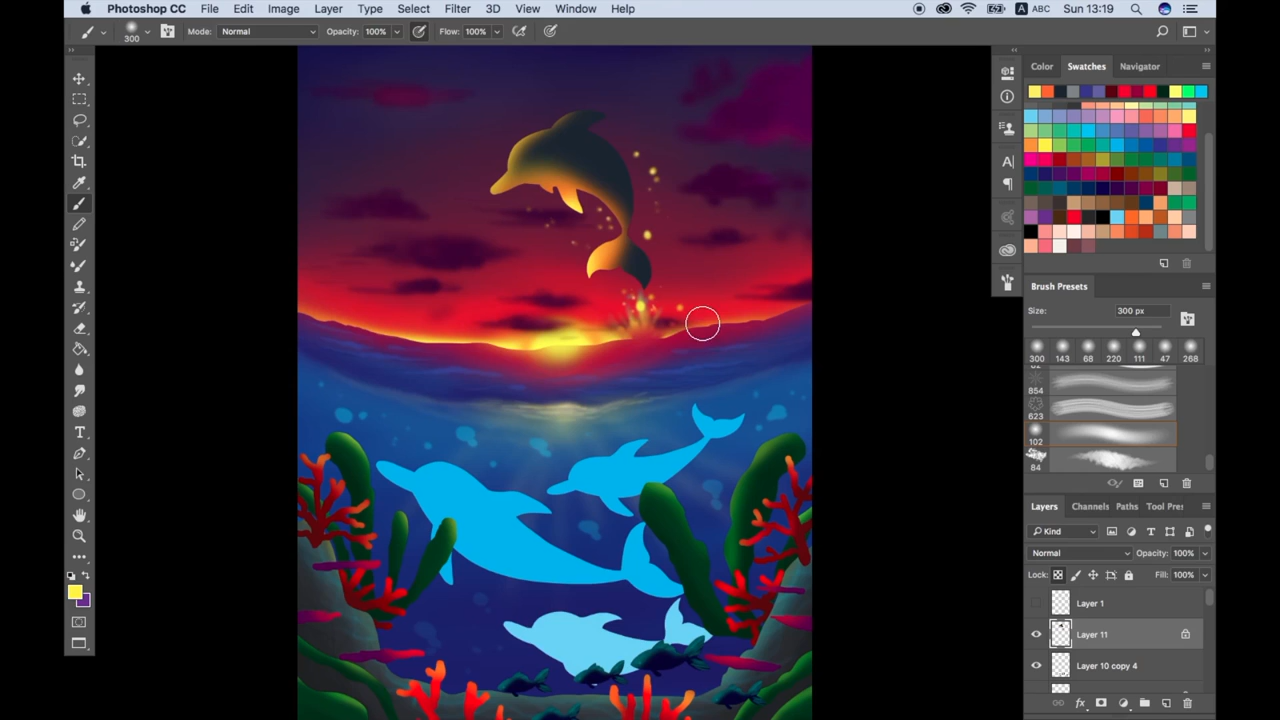 Photoshop CC File Edit Image Layer Type Select Filter 3D View Window Help A ABC Sun 13:19
300 Mode: Normal Opacity: 100% Flow: 100%
Color Swatches Navigator
A|
Brush Presets
Size: 300 px
300 143 68 220 111 47 268
854
623
102
84
Layers Channels Paths Tool Pre
Kind
Normal Opacity: 100%
Lock: Fill: 100%
Layer 1
Layer 11
Layer 10 copy 4